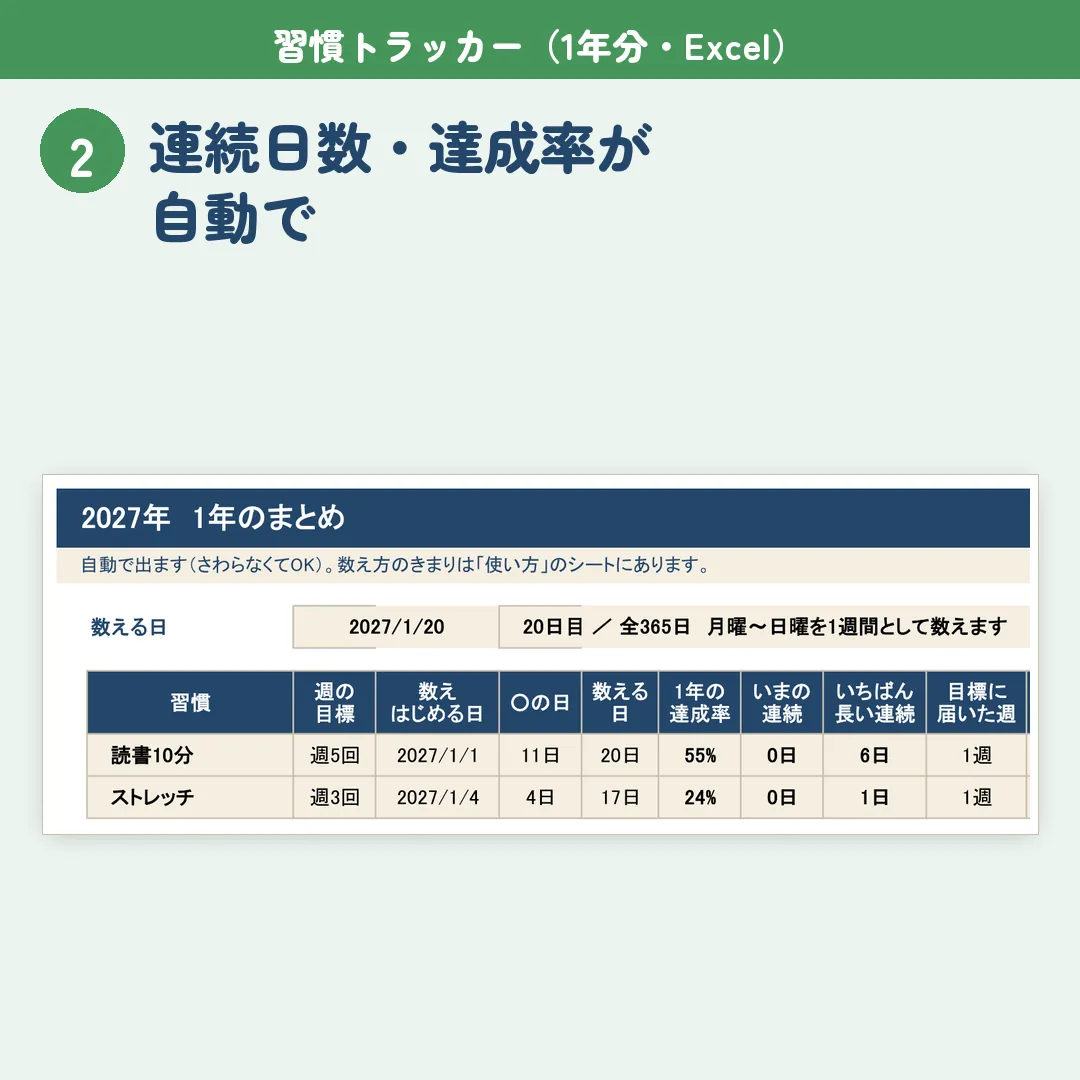 習慣トラッカー（1年分・Excel）
2
連続日数・達成率が
自動で
2027年 1年のまとめ
自動で出ます（さわらなくてOK）。数え方のきまりは「使い方」のシートにあります。
数える日 2027/1/20 20日目 ／ 全365日 月曜～日曜を1週間として数えます
習慣 週の目標 数えはじめる日 〇の日 数える日 1年の達成率 いまの連続 いちばん長い連続 目標に届いた週
読書10分 週5回 2027/1/1 11日 20日 55% 0日 6日 1週
ストレッチ 週3回 2027/1/4 4日 17日 24% 0日 1日 1週